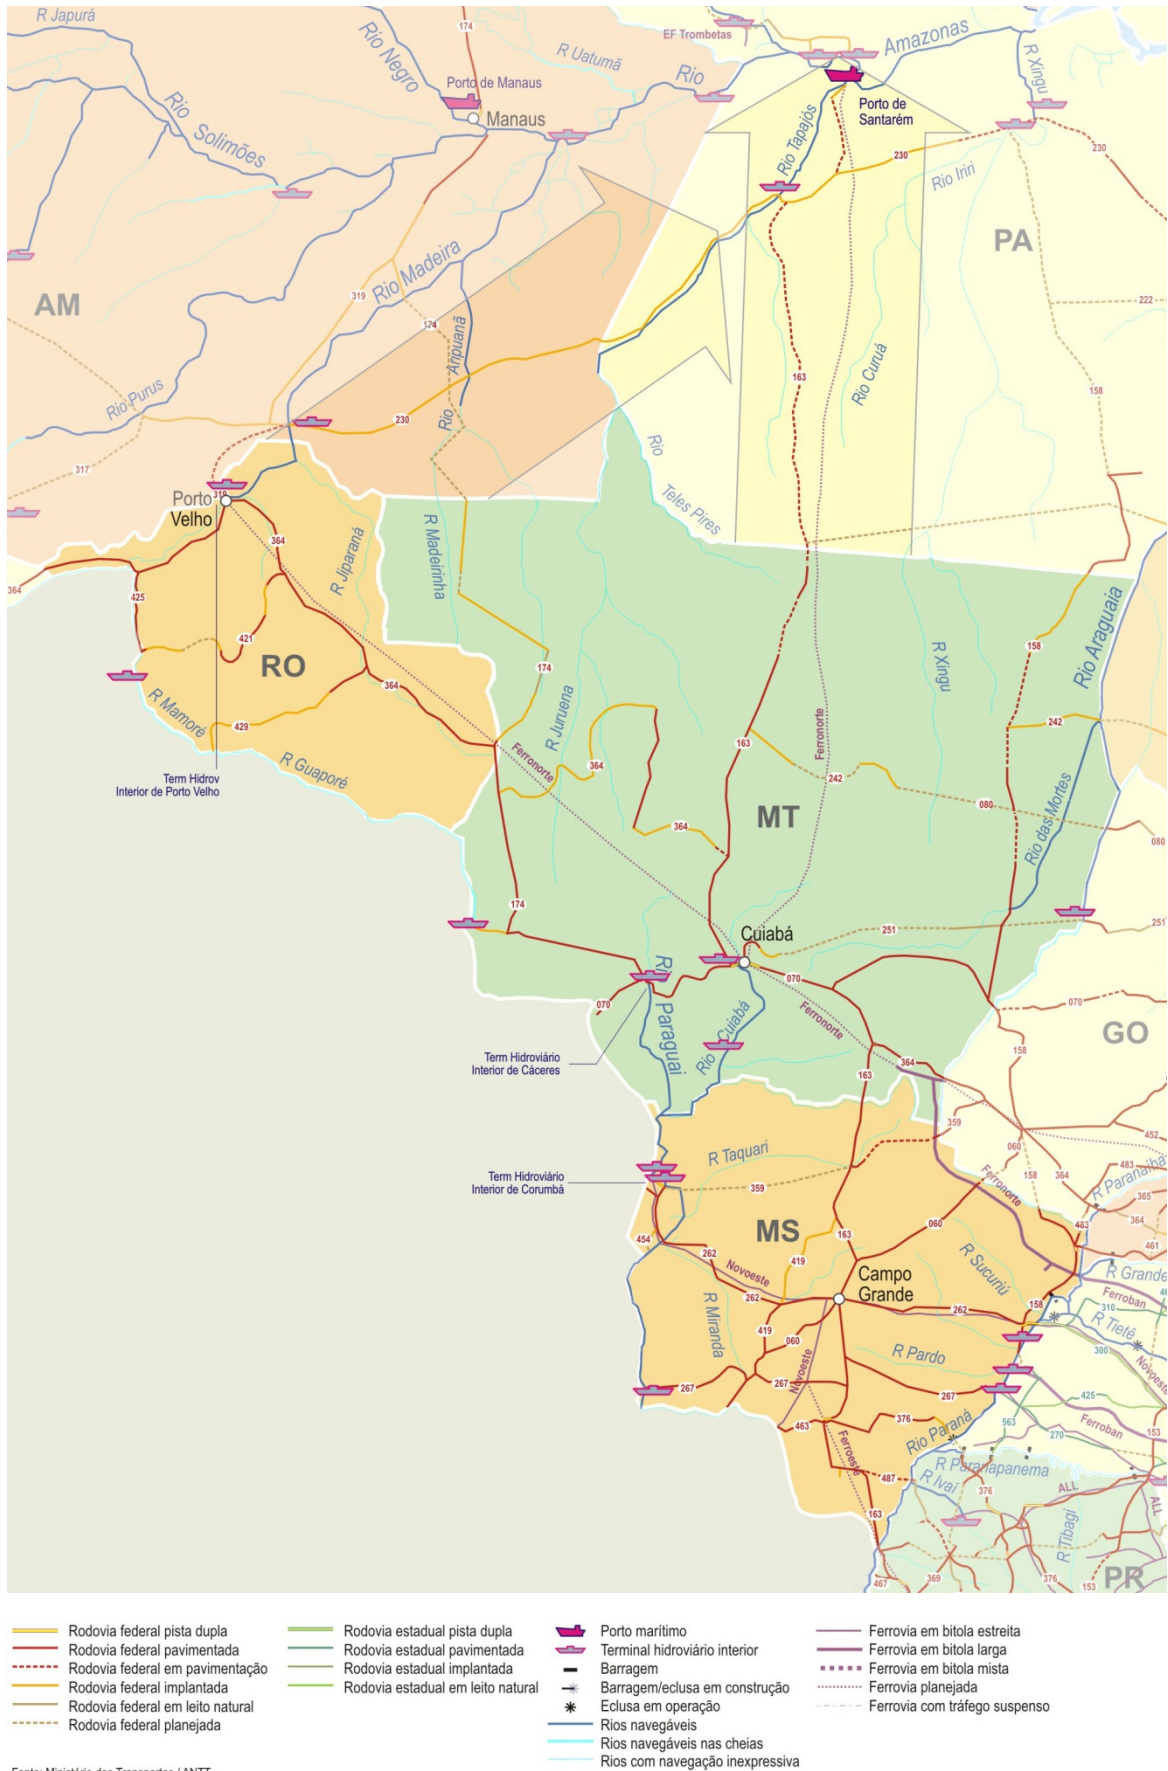 R Japurá
174
EF Trombetas
Amazonas
Rio Negro
R Uatumã
Rio
R Xingu
Porto de Manaus
Manaus
Rio Solimões
Porto de
Santarém
Rio Tapajós
230
230
Rio Iriri
PA
AM
Rio Madeira
319
174
222
Rio Aripuanã
163
Rio Curuá
158
Rio Purus
230
317
Rio Teles Pires
319
Porto
Velho
364
R Madeirinha
R Jiparaná
364
425
421
RO
364
174
R Juruena
R Xingu
158
Rio Araguaia
R Mamoré
429
R Guaporé
Ferronorte
364
163
Ferronorte
242
242
Term Hidrov
Interior de Porto Velho
080
MT
364
Rio das Mortes
080
174
Cuiabá
251
251
070
070
Rio Paraguai
Rio Cuiabá
Ferronorte
070
GO
Term Hidroviário
Interior de Cáceres
364
163
158
359
060
452
R Taquari
Term Hidroviário
Interior de Corumbá
359
Ferronorte
158
364
483
R Paranaíba
365
364
MS
163
060
483
461
454
262
419
R Sucuriú
Novoeste
Campo
Grande
R Grande
262
262
158
Ferroban
310
R Tietê
R Miranda
419
060
300
R Pardo
Novoeste
Novoeste
267
267
267
425
463
376
563
Ferroban
153
270
Rio Paraná
Ferroeste
R Paranapanema
487
R Ivaí
376
ALL
ALL
163
R Tibagi
467
369
376
153
PR
Rodovia federal pista dupla
Rodovia federal pavimentada
Rodovia federal em pavimentação
Rodovia federal implantada
Rodovia federal em leito natural
Rodovia federal planejada
Rodovia estadual pista dupla
Rodovia estadual pavimentada
Rodovia estadual implantada
Rodovia estadual em leito natural
Porto marítimo
Terminal hidroviário interior
Barragem
Barragem/eclusa em construção
Eclusa em operação
Rios navegáveis
Rios navegáveis nas cheias
Rios com navegação inexpressiva
Ferrovia em bitola estreita
Ferrovia em bitola larga
Ferrovia em bitola mista
Ferrovia planejada
Ferrovia com tráfego suspenso
Fonte: Ministério dos Transportes / ANTT